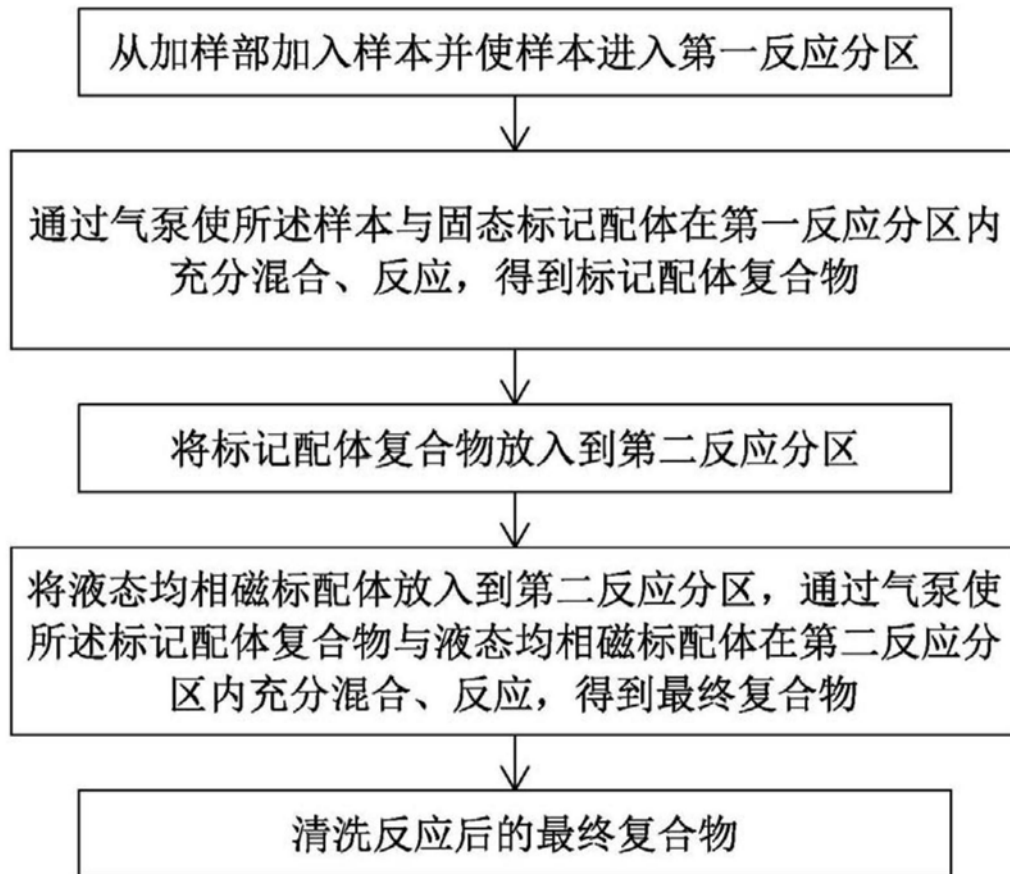 从加样部加入样本并使样本进入第一反应分区
通过气泵使所述样本与固态标记配体在第一反应分区内
充分混合、反应，得到标记配体复合物
将标记配体复合物放入到第二反应分区
将液态均相磁标配体放入到第二反应分区，通过气泵使
所述标记配体复合物与液态均相磁标配体在第二反应分
区内充分混合、反应，得到最终复合物
清洗反应后的最终复合物